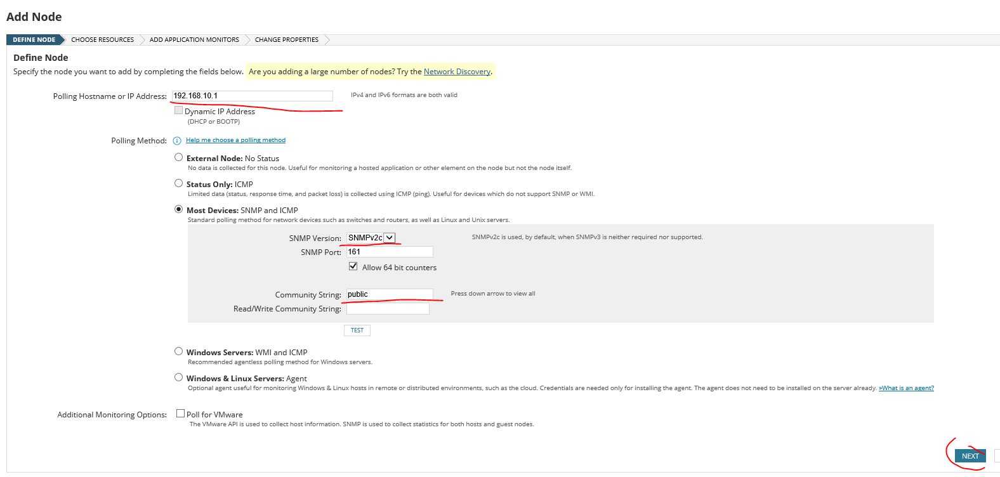 Add Node
DEFINE NODE CHOOSE RESOURCES ADD APPLICATION MONITORS CHANGE PROPERTIES
Define Node
Specify the node you want to add by completing the fields below. Are you adding a large number of nodes? Try the Network Discovery.
Polling Hostname or IP Address: 192.168.10.1 IPv4 and IPv6 formats are both valid
Dynamic IP Address
(DHCP or BOOTP)
Polling Method: i Help me choose a polling method
External Node: No Status
No data is collected for this node. Useful for monitoring a hosted application or other element on the node but not the node itself.
Status Only: ICMP
Limited data (status, response time, and packet loss) is collected using ICMP (ping). Useful for devices which do not support SNMP or WMI.
Most Devices: SNMP and ICMP
Standard polling method for network devices such as switches and routers, as well as Linux and Unix servers.
SNMP Version: SNMPv2c SNMPv2c is used, by default, when SNMPv3 is neither required nor supported.
SNMP Port: 161
Allow 64 bit counters
Community String: public Press down arrow to view all
Read/Write Community String:
TEST
Windows Servers: WMI and ICMP
Recommended agentless polling method for Windows servers.
Windows & Linux Servers: Agent
Optional agent useful for monitoring Windows & Linux hosts in remote or distributed environments, such as the cloud. Credentials are needed only for installing the agent. The agent does not need to be installed on the server already. »What is an agent?
Additional Monitoring Options: Poll for VMware
The VMware API is used to collect host information. SNMP is used to collect statistics for both hosts and guest nodes.
NEXT